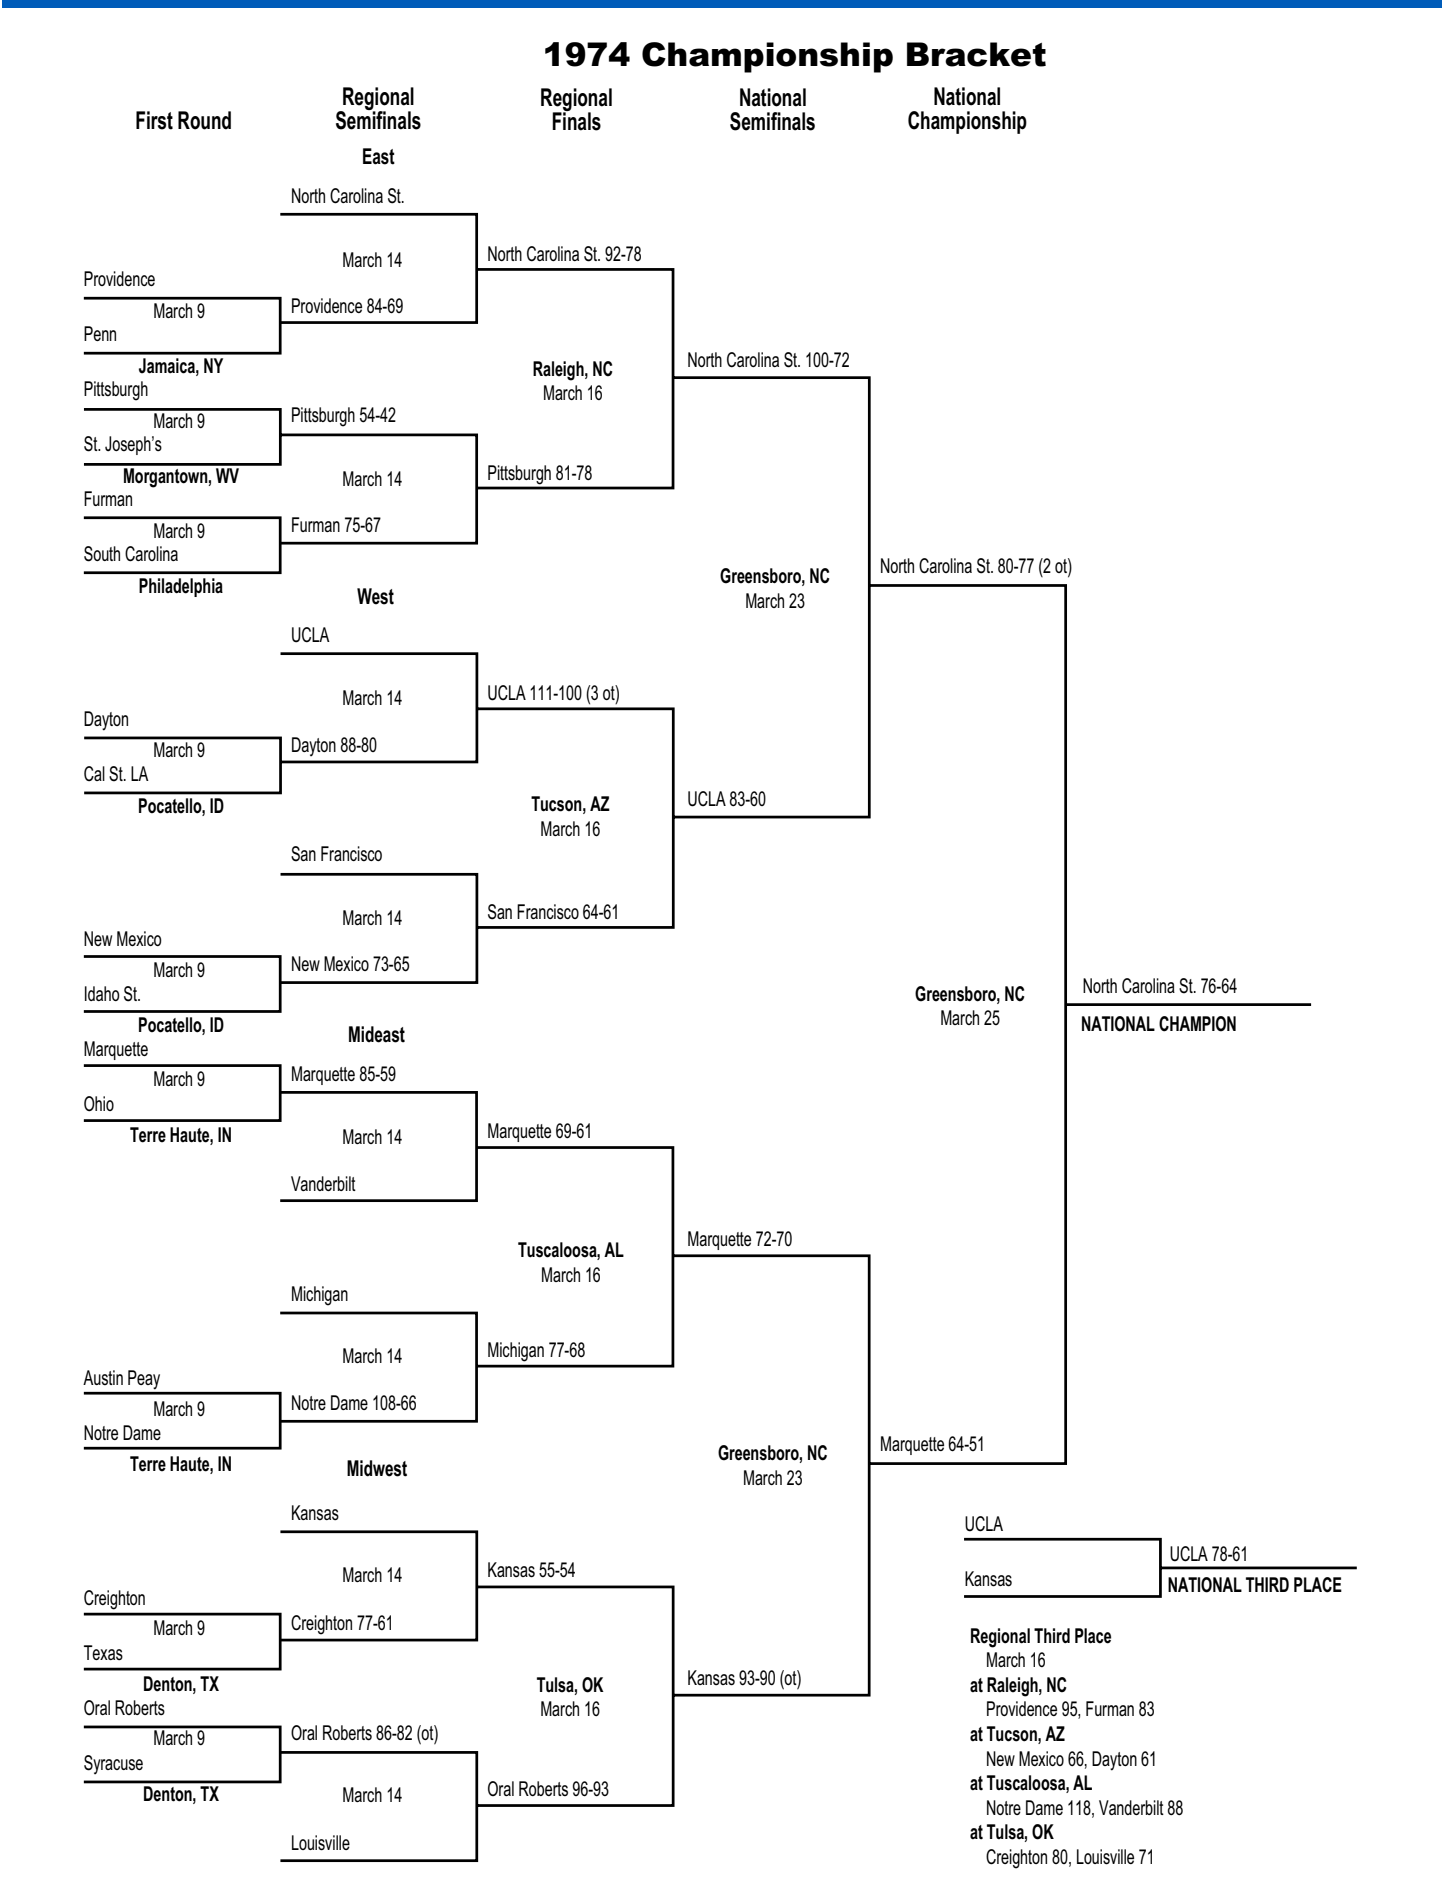 1974 Championship Bracket
First Round
Regional
Semifinals
Regional
Finals
National
Semifinals
National
Championship
East
North Carolina St.
March 14
North Carolina St. 92-78
Providence
March 9
Providence 84-69
Penn
Jamaica, NY
Raleigh, NC
March 16
North Carolina St. 100-72
Pittsburgh
March 9
Pittsburgh 54-42
St. Joseph's
Morgantown, WV
March 14
Pittsburgh 81-78
Furman
March 9
Furman 75-67
South Carolina
Philadelphia
Greensboro, NC
March 23
North Carolina St. 80-77 (2 ot)
West
UCLA
March 14
UCLA 111-100 (3 ot)
Dayton
March 9
Dayton 88-80
Cal St. LA
Pocatello, ID
Tucson, AZ
March 16
UCLA 83-60
San Francisco
March 14
San Francisco 64-61
New Mexico
March 9
New Mexico 73-65
Idaho St.
Pocatello, ID
Greensboro, NC
March 25
North Carolina St. 76-64
NATIONAL CHAMPION
Mideast
Marquette
March 9
Marquette 85-59
Ohio
Terre Haute, IN
March 14
Marquette 69-61
Vanderbilt
Tuscaloosa, AL
March 16
Marquette 72-70
Michigan
March 14
Michigan 77-68
Austin Peay
March 9
Notre Dame 108-66
Notre Dame
Terre Haute, IN
Greensboro, NC
March 23
Marquette 64-51
Midwest
Kansas
March 14
Kansas 55-54
Creighton
March 9
Creighton 77-61
Texas
Denton, TX
Tulsa, OK
March 16
Kansas 93-90 (ot)
Oral Roberts
March 9
Oral Roberts 86-82 (ot)
Syracuse
Denton, TX
March 14
Oral Roberts 96-93
Louisville
UCLA
UCLA 78-61
Kansas
NATIONAL THIRD PLACE
Regional Third Place
March 16
at Raleigh, NC
Providence 95, Furman 83
at Tucson, AZ
New Mexico 66, Dayton 61
at Tuscaloosa, AL
Notre Dame 118, Vanderbilt 88
at Tulsa, OK
Creighton 80, Louisville 71